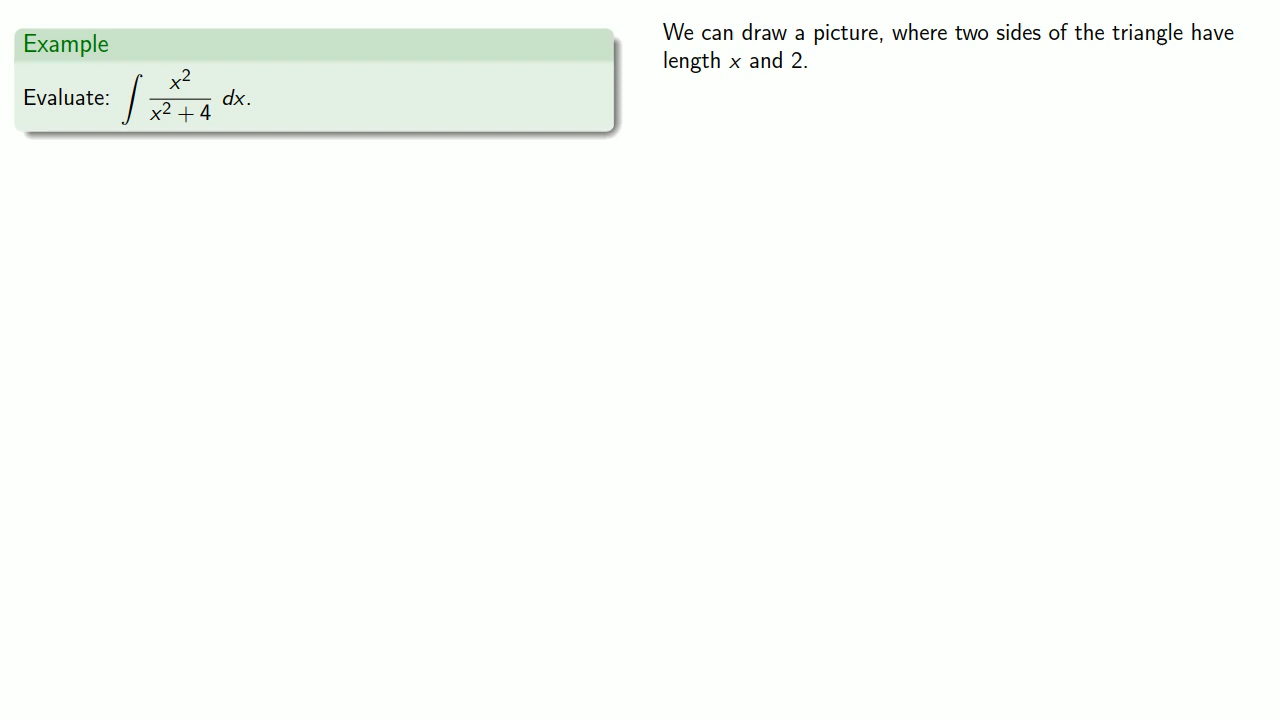 Example
Evaluate: ∫ x² / (x² + 4) dx.
We can draw a picture, where two sides of the triangle have
length x and 2.